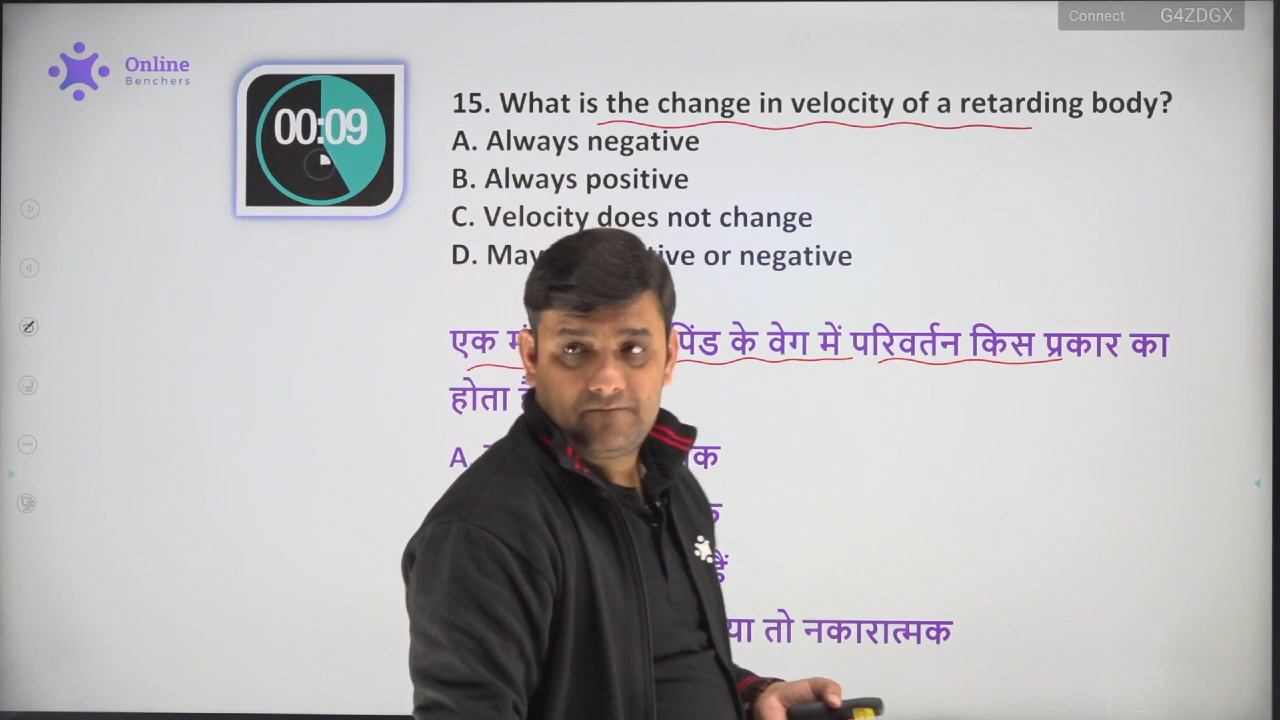 Connect G4ZDGX
Online
Benchers
00:09
15. What is the change in velocity of a retarding body?
A. Always negative
B. Always positive
C. Velocity does not change
D. May or negative
एक पिंड के वेग में परिवर्तन किस प्रकार का
होता
A.
या तो नकारात्मक